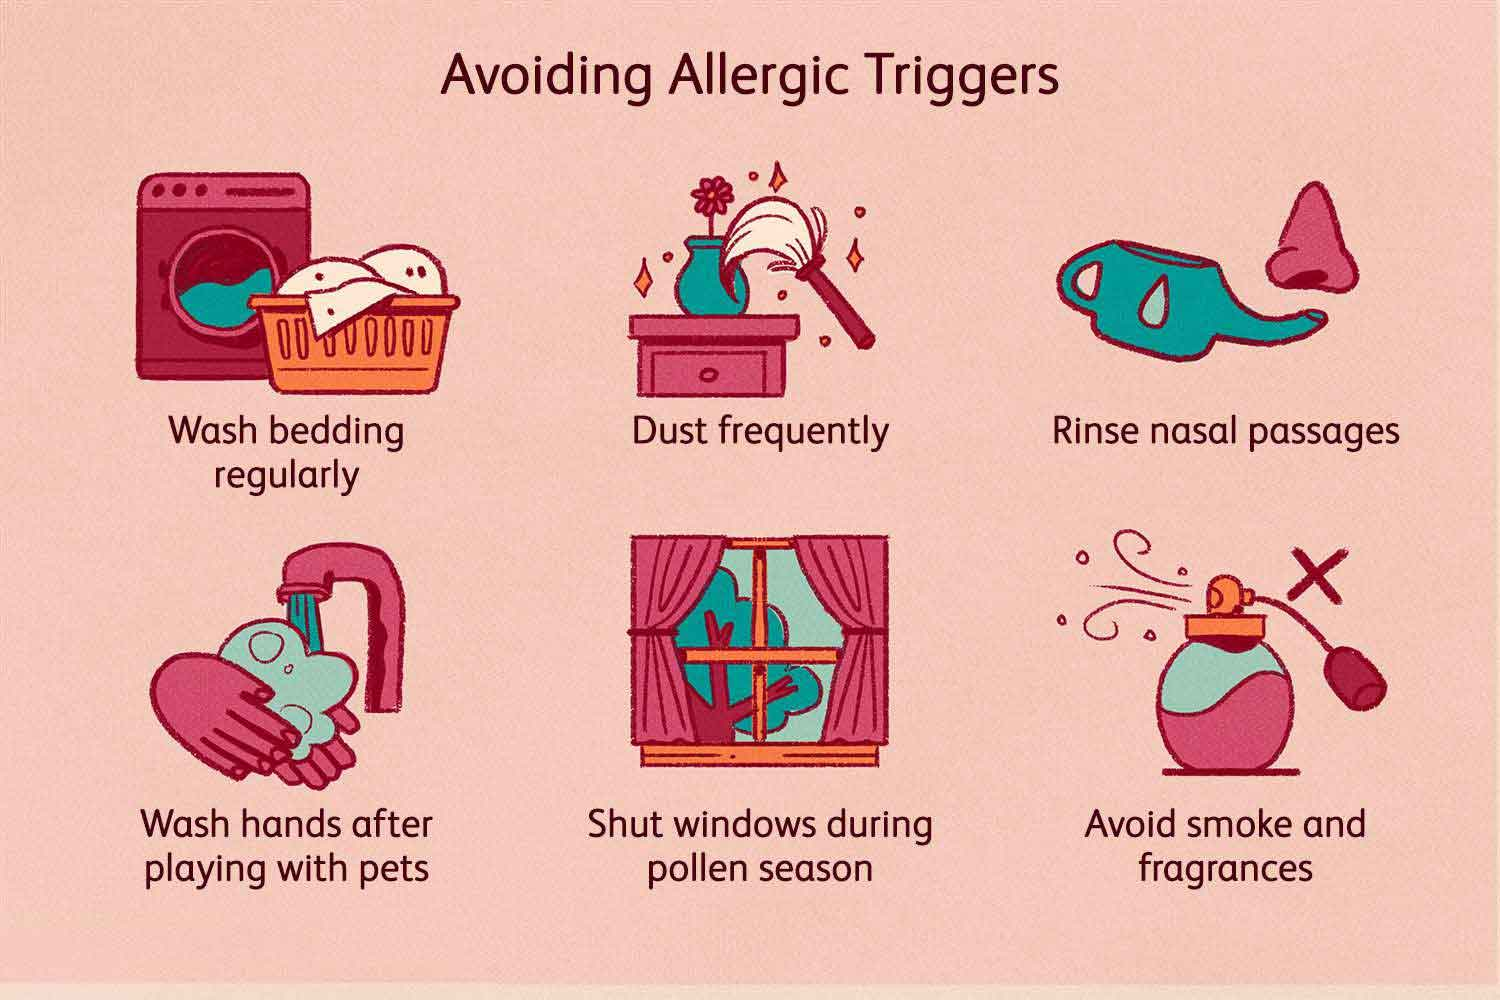 Avoiding Allergic Triggers
Wash bedding
regularly
Dust frequently
Rinse nasal passages
Wash hands after
playing with pets
Shut windows during
pollen season
Avoid smoke and
fragrances